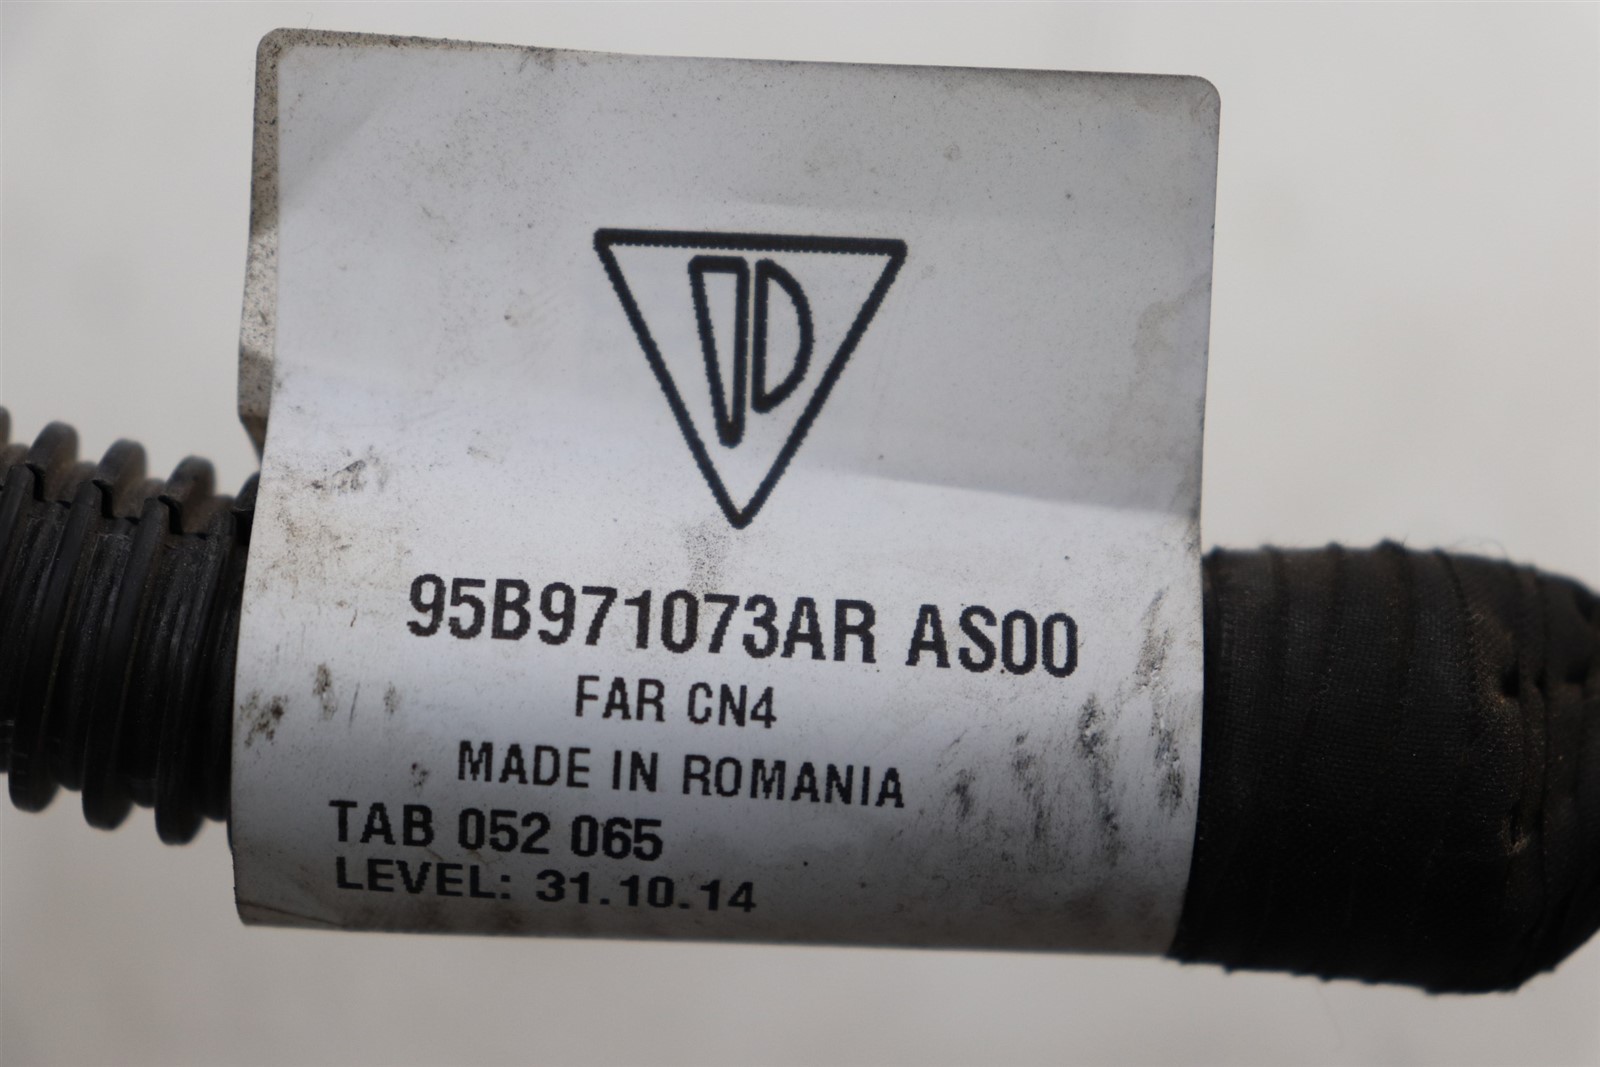 95B971073AR AS00
FAR CN4
MADE IN ROMANIA
TAB 052 065
LEVEL: 31.10.14